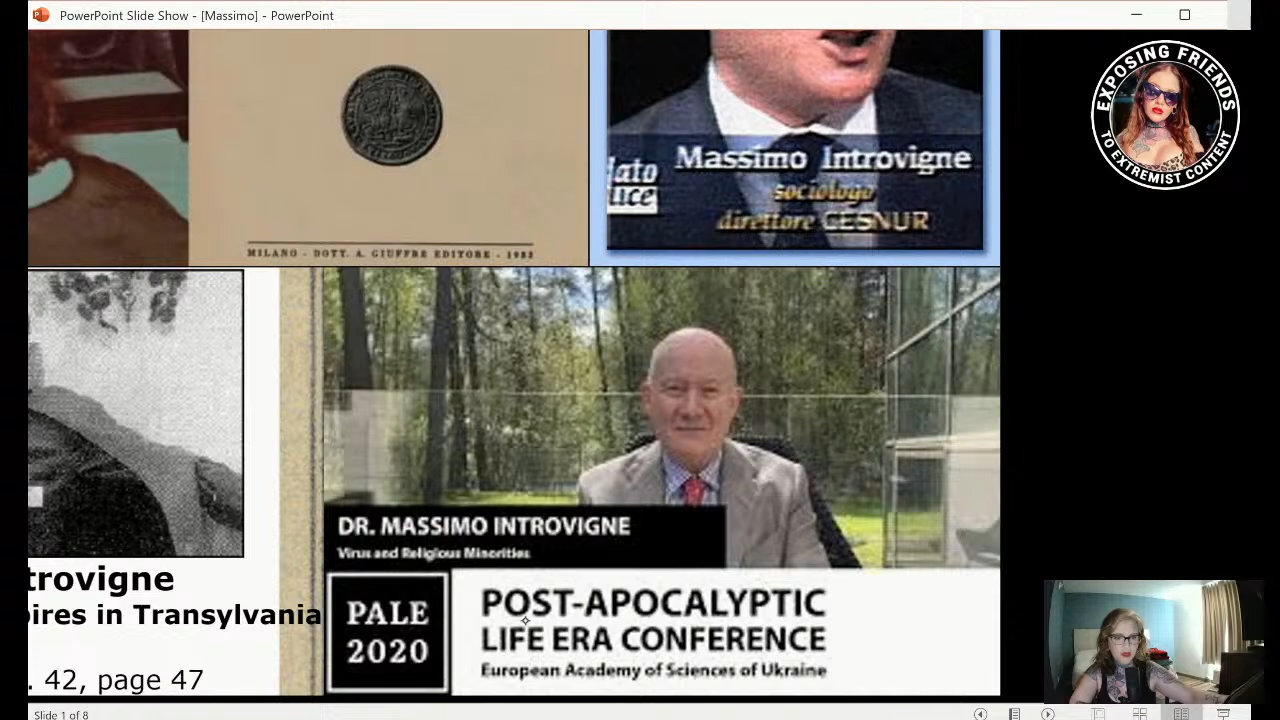 PowerPoint Slide Show - [Massimo] - PowerPoint
EXPOSING FRIENDS
TO EXTREMIST CONTENT
lato
uce
Massimo Introvigne
sociologo
direttore CESNUR
MILANO - DOTT. A. GIUFFRÈ EDITORE - 1983
DR. MASSIMO INTROVIGNE
Virus and Religious Minorities
trovigne
pires in Transylvania
. 42, page 47
PALE
2020
POST-APOCALYPTIC
LIFE ERA CONFERENCE
European Academy of Sciences of Ukraine
Slide 1 of 8